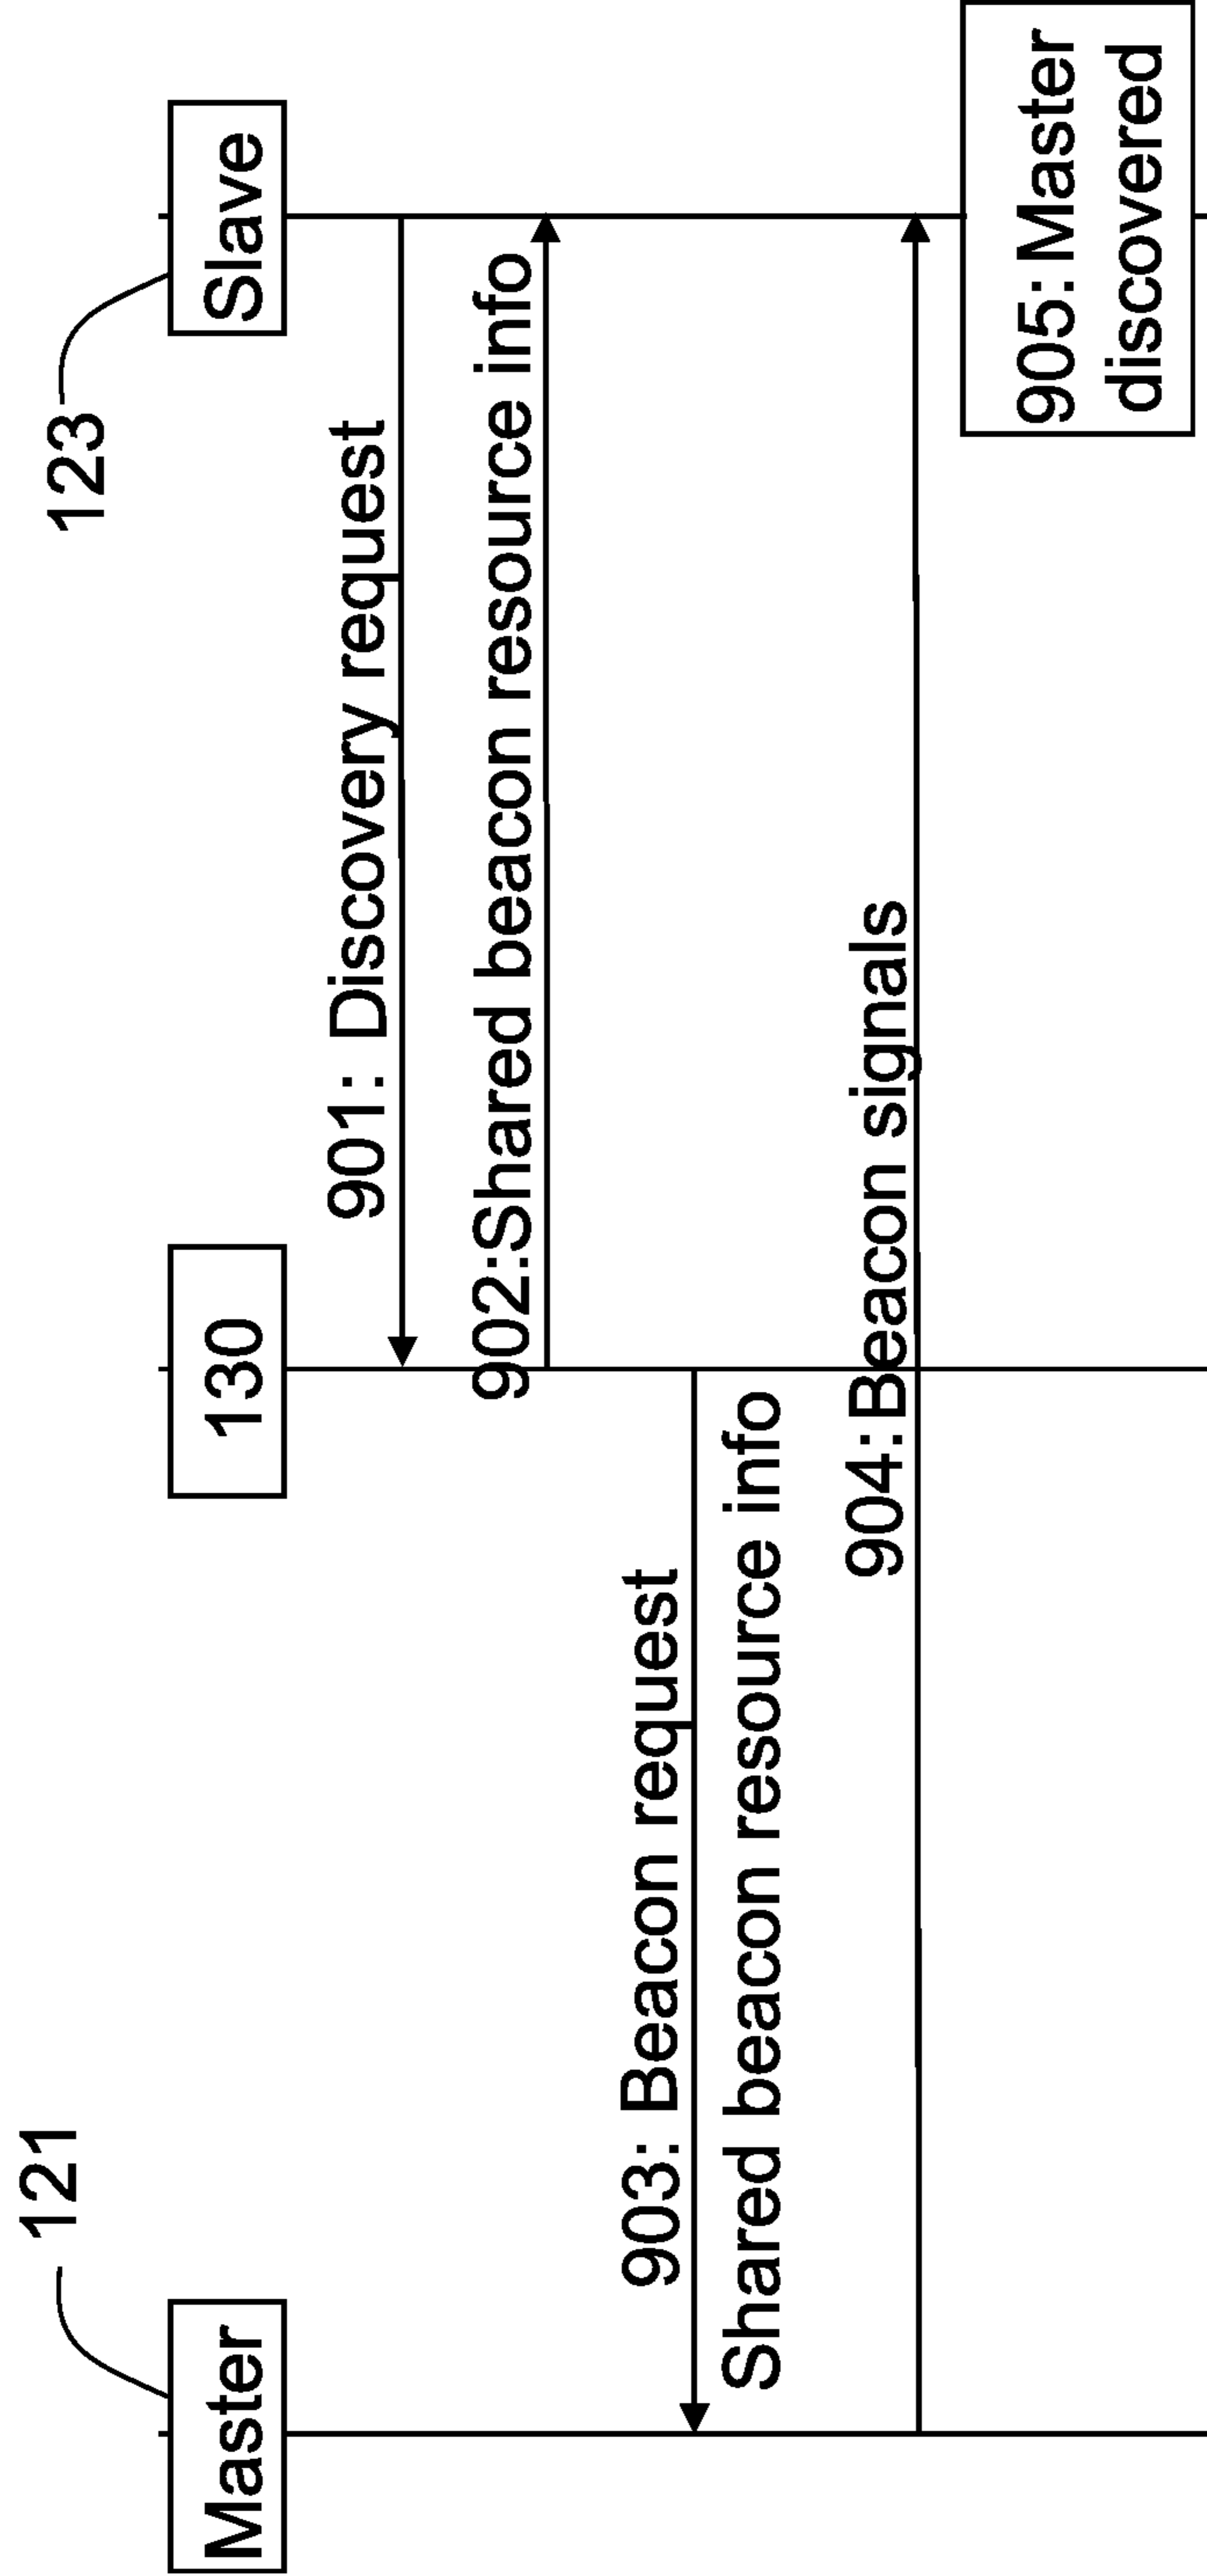 121
123
Master
130
Slave
901: Discovery request
902:Shared beacon resource info
903: Beacon request
Shared beacon resource info
904:Beacon signals
905: Master
discovered